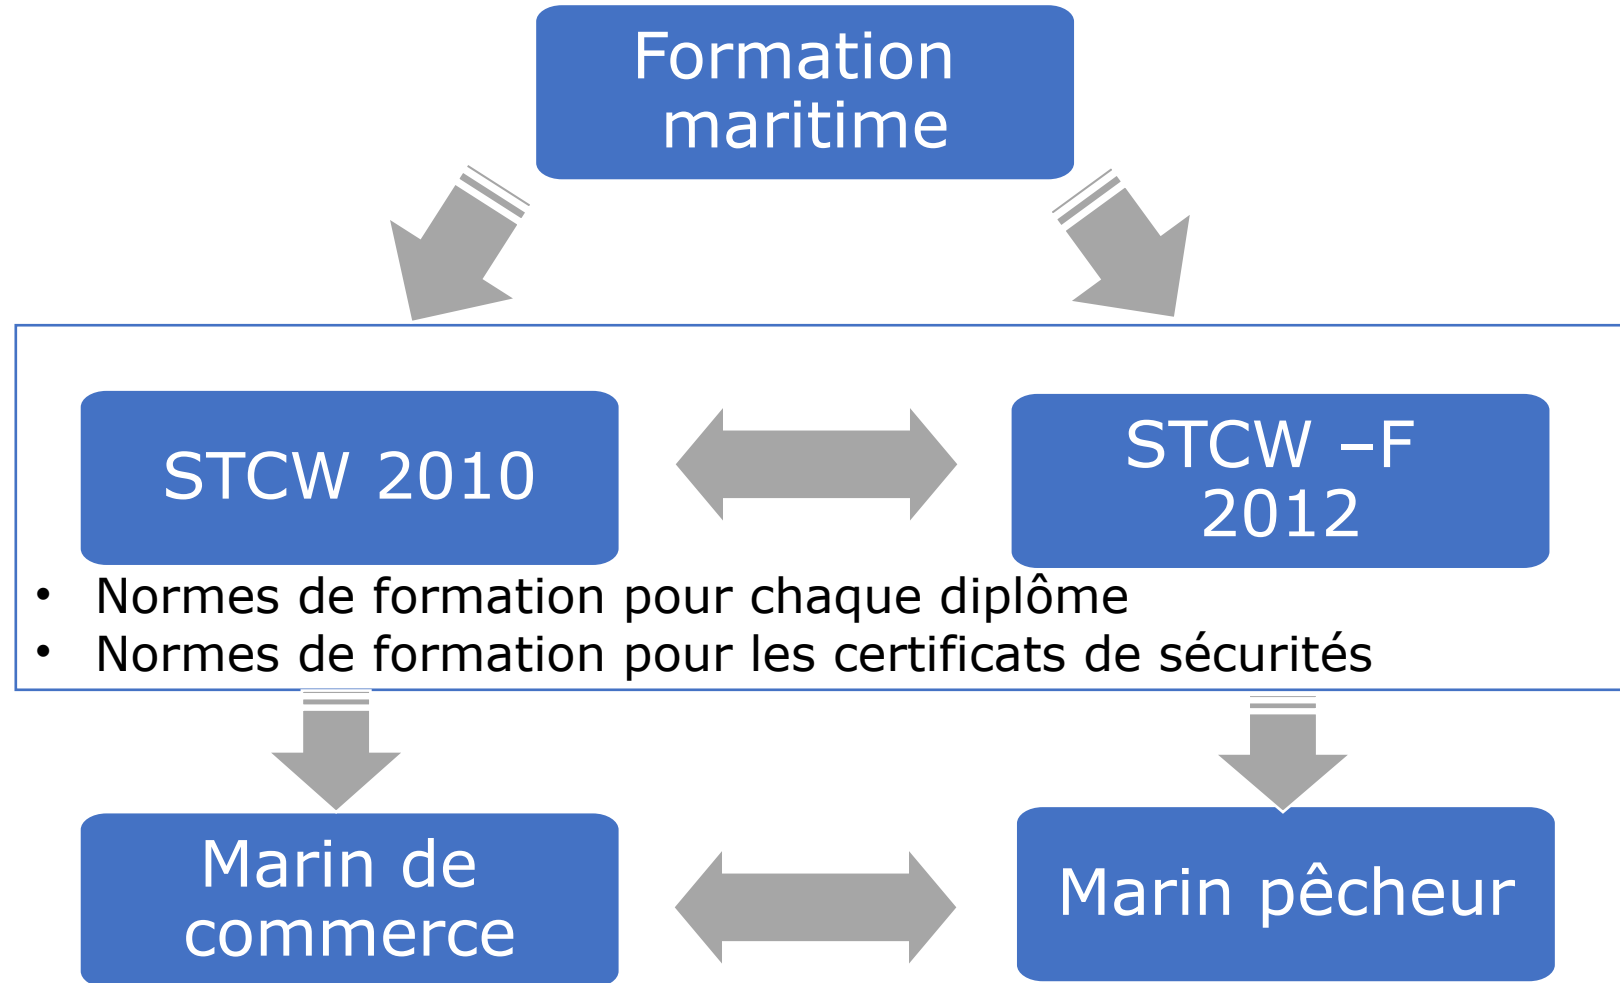 Formation
maritime
STCW 2010
STCW –F
2012
• Normes de formation pour chaque diplôme
• Normes de formation pour les certificats de sécurités
Marin de
commerce
Marin pêcheur